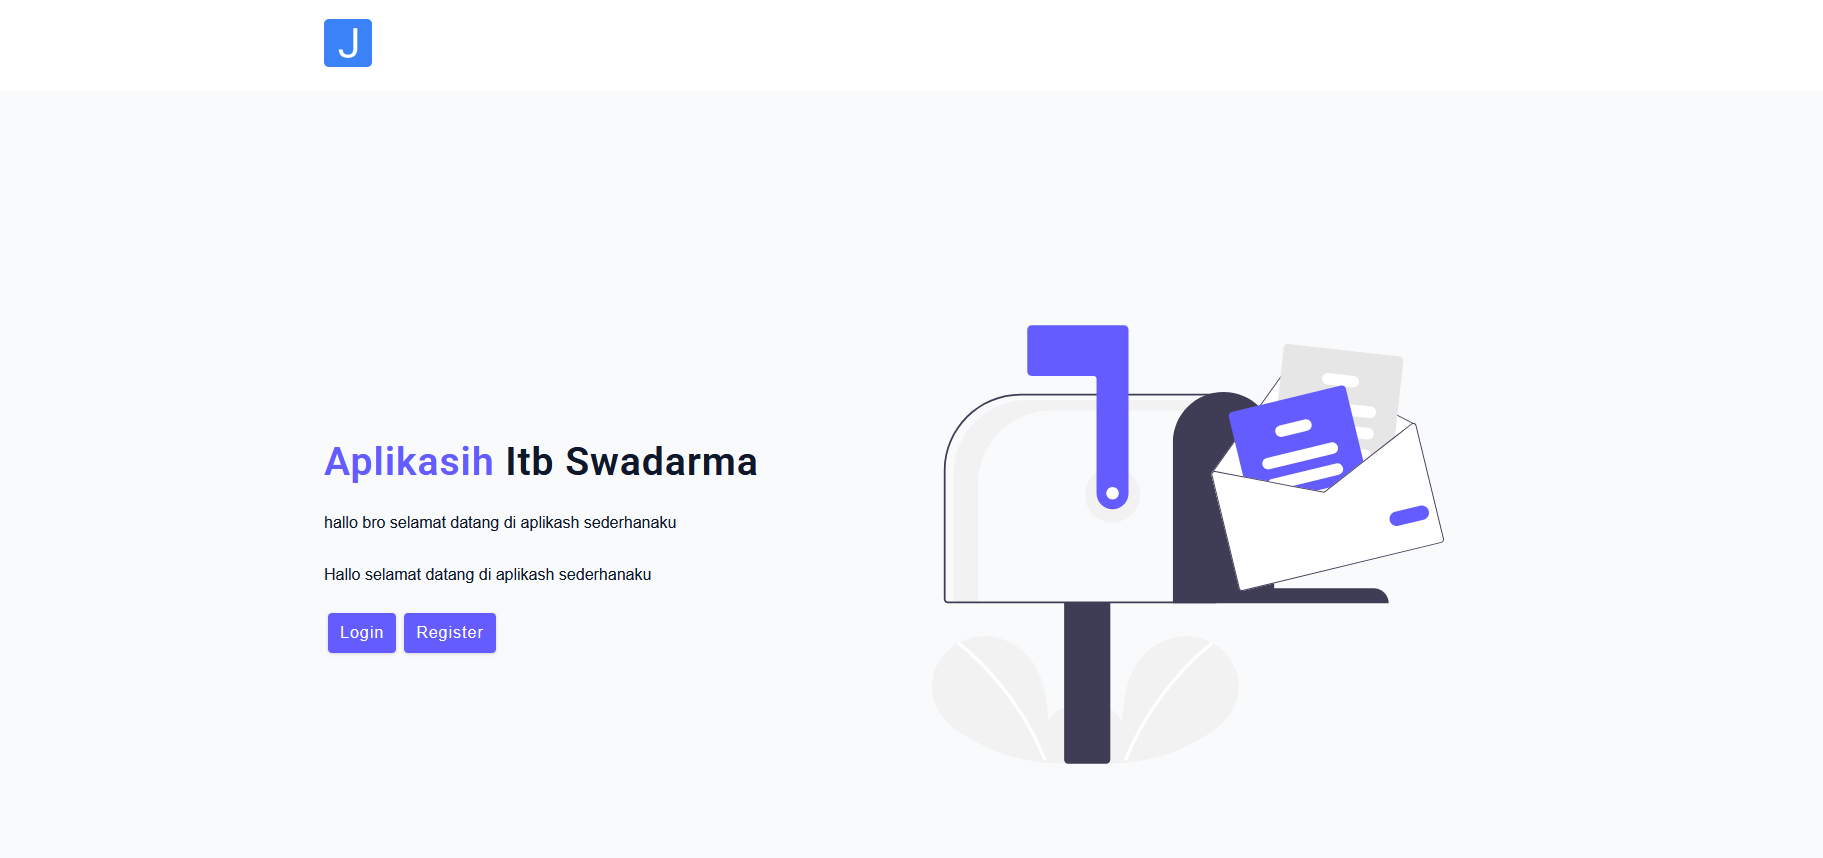 J
Aplikasih Itb Swadarma
hallo bro selamat datang di aplikash sederhanaku
Hallo selamat datang di aplikash sederhanaku
Login Register